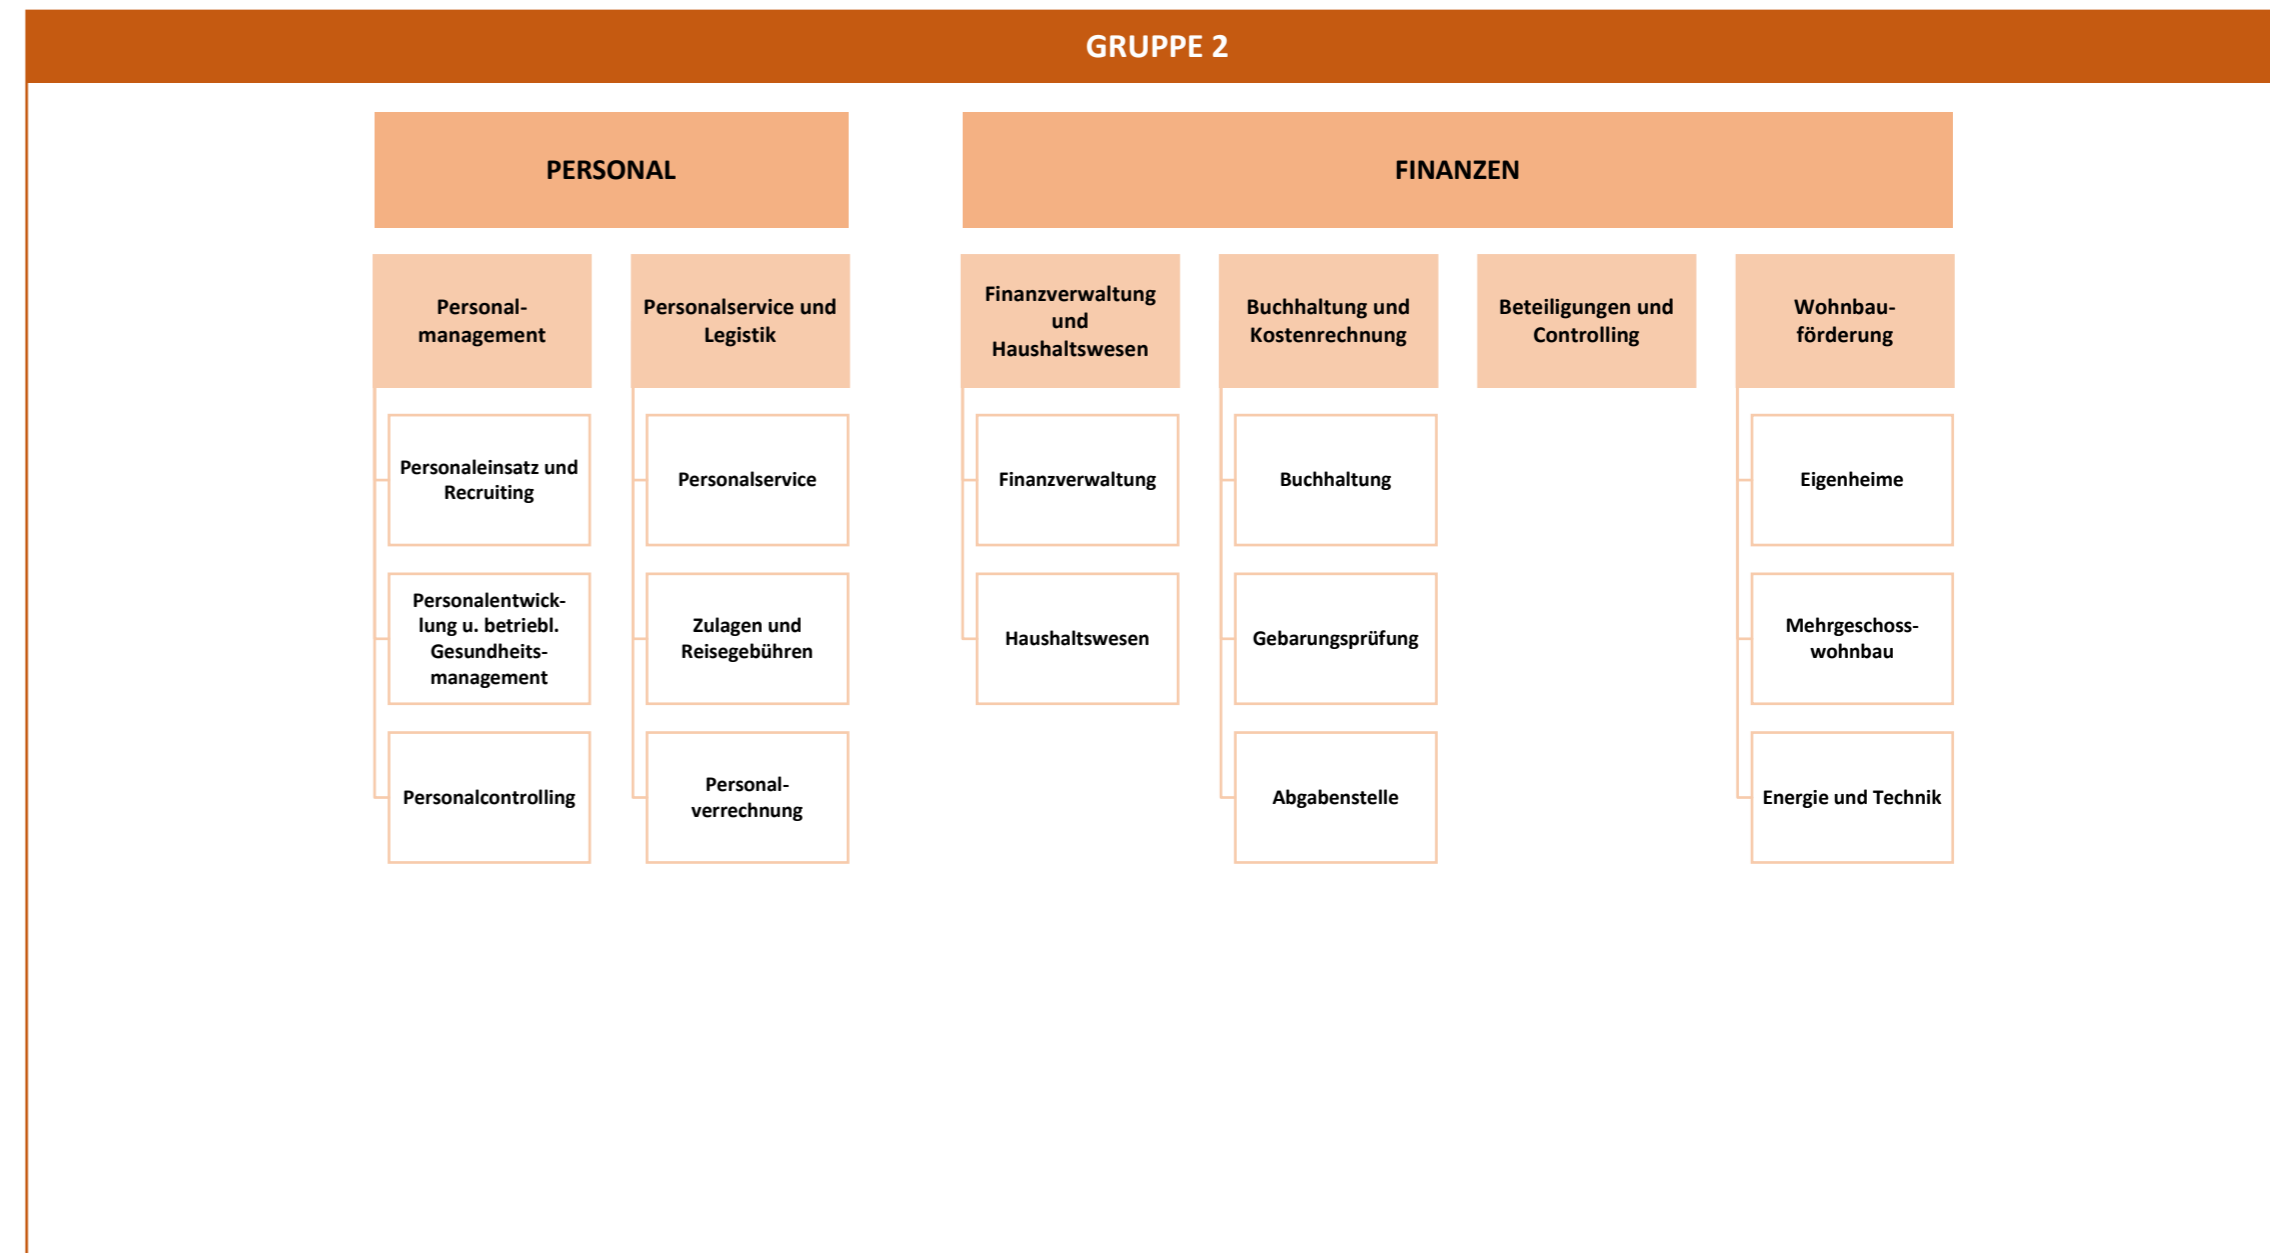 GRUPPE 2
PERSONAL
FINANZEN
Personal-
management
Personalservice und
Legistik
Finanzverwaltung
und
Haushaltswesen
Buchhaltung und
Kostenrechnung
Beteiligungen und
Controlling
Wohnbau-
förderung
Personaleinsatz und
Recruiting
Personalservice
Finanzverwaltung
Buchhaltung
Eigenheime
Personalentwick-
lung u. betriebl.
Gesundheits-
management
Zulagen und
Reisegebühren
Haushaltswesen
Gebarungsprüfung
Mehrgeschoss-
wohnbau
Personalcontrolling
Personal-
verrechnung
Abgabenstelle
Energie und Technik